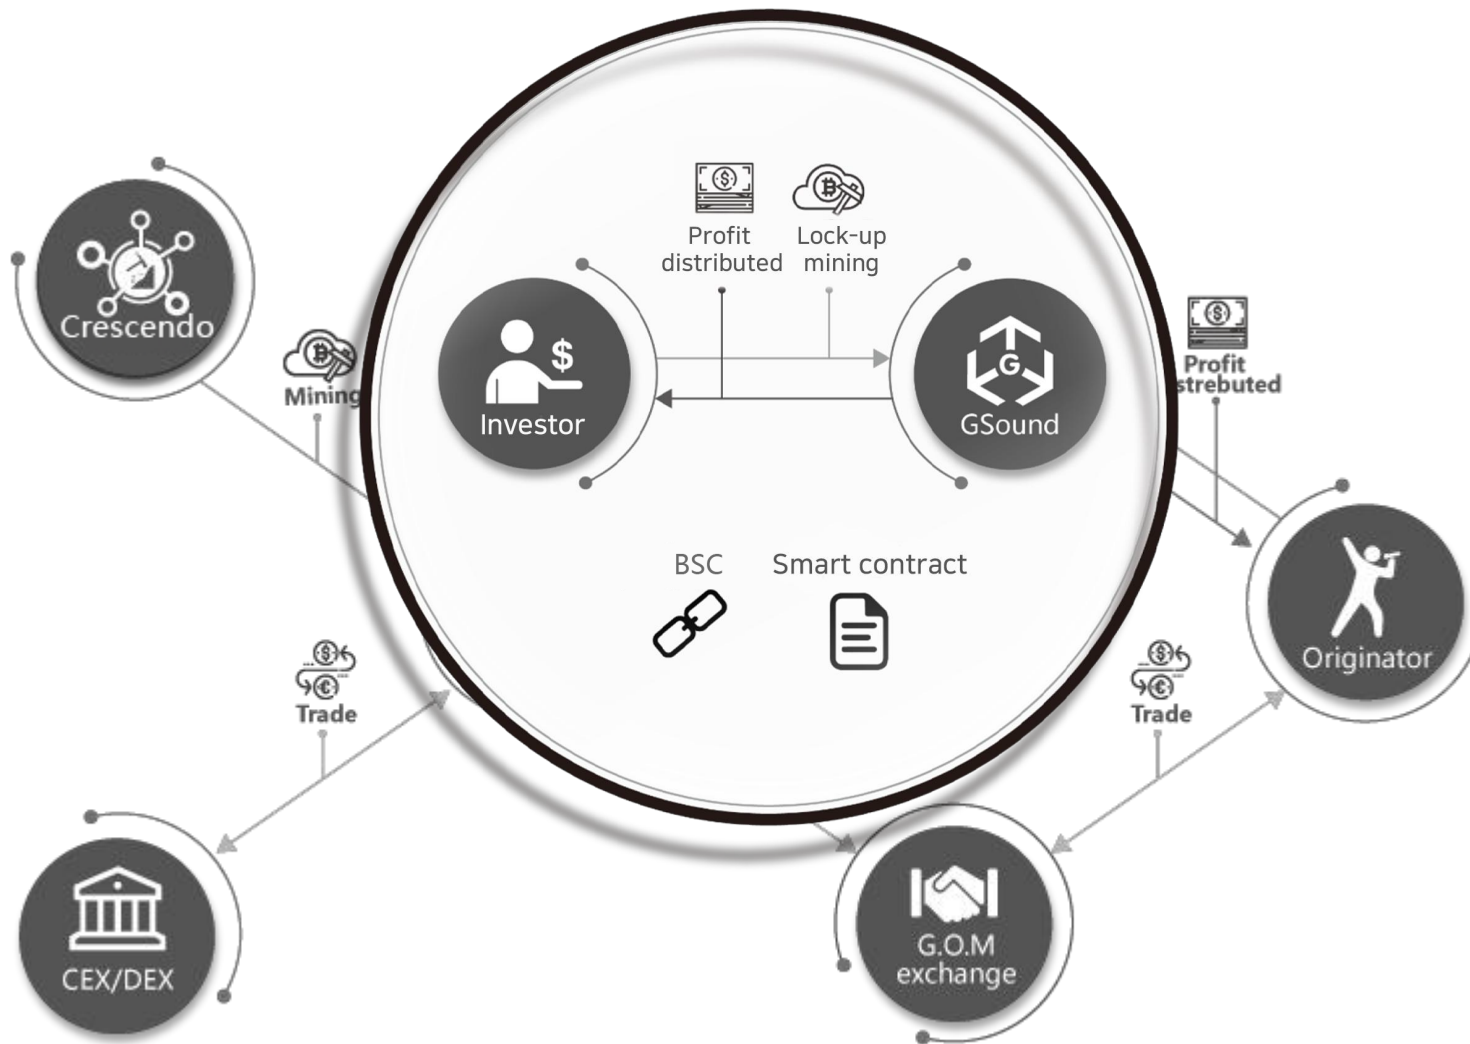 Profit
distributed
Lock-up
mining
Crescendo
Mining
Investor
$
G
GSound
Profit
strebuted
BSC
Smart contract
Originator
Trade
Trade
CEX/DEX
G.O.M
exchange